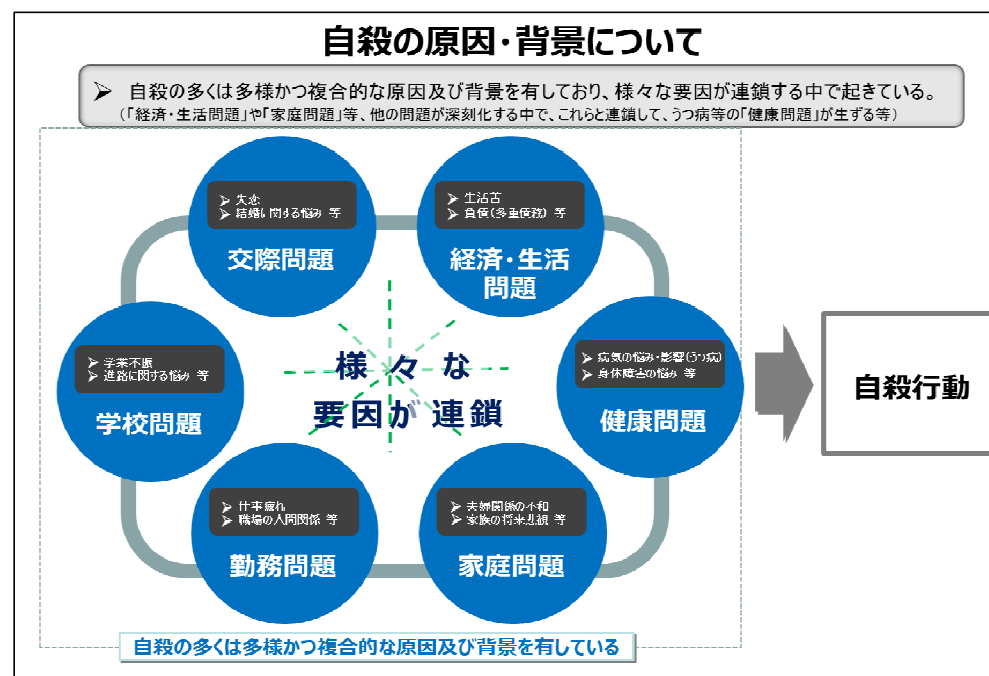 自殺の原因・背景について
➢ 自殺の多くは多様かつ複合的な原因及び背景を有しており、様々な要因が連鎖する中で起きている。
(「経済・生活問題」や「家庭問題」等、他の問題が深刻化する中で、これらと連鎖して、うつ病等の「健康問題」が生ずる等)
➢ 失恋
➢ 結婚に関する悩み 等
交際問題
➢ 生活苦
➢ 負債(多重債務) 等
経済・生活
問題
➢ 学業不振
➢ 進路に関する悩み 等
学校問題
様々な
要因が連鎖
➢ 病気の悩み・影響(うつ病)
➢ 身体障害の悩み 等
健康問題
自殺行動
➢ 仕事疲れ
➢ 職場の人間関係 等
勤務問題
➢ 夫婦関係の不和
➢ 家族の将来悲観 等
家庭問題
自殺の多くは多様かつ複合的な原因及び背景を有している